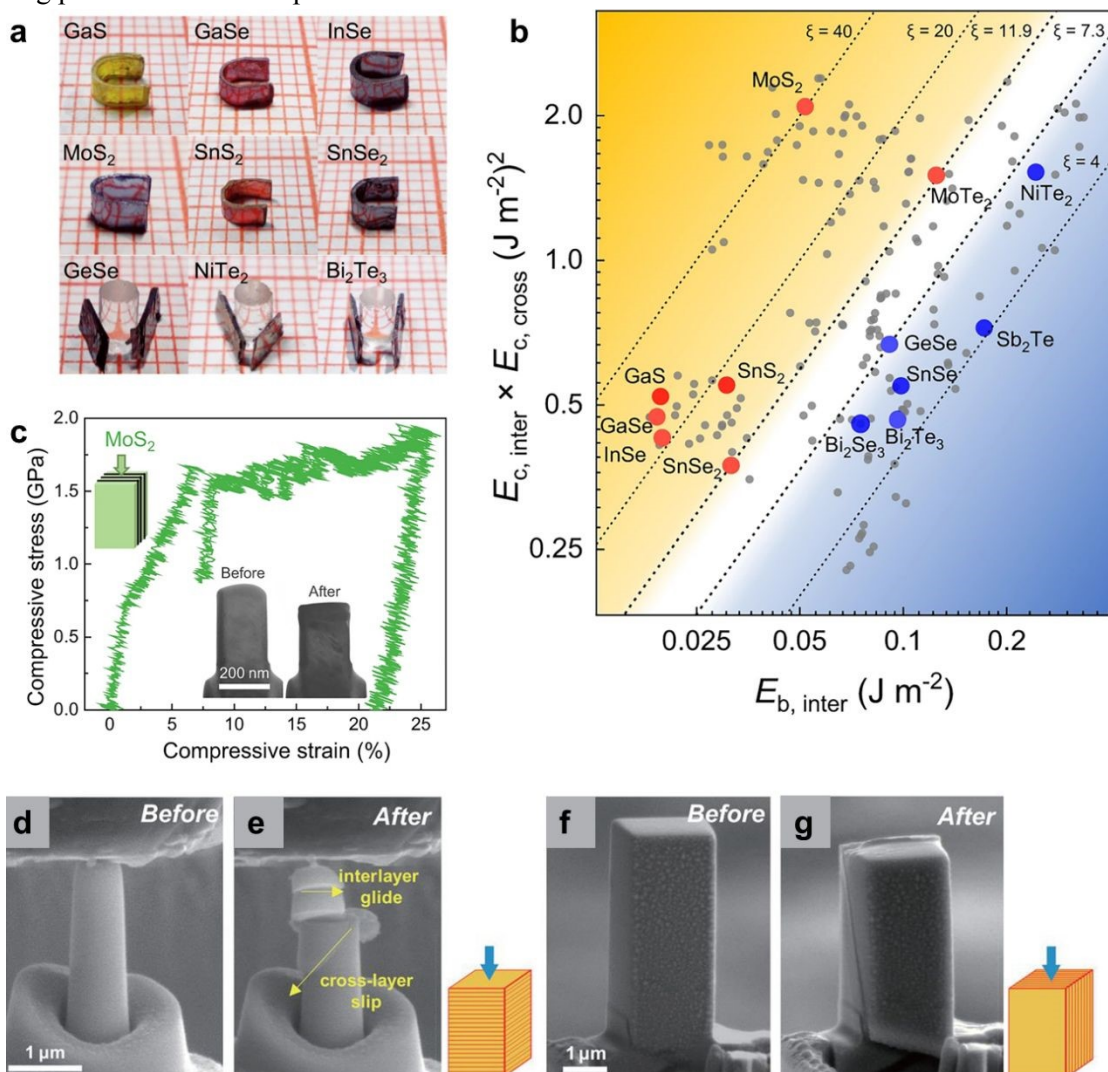 a
GaS GaSe InSe
MoS₂ SnS₂ SnSe₂
GeSe NiTe₂ Bi₂Te₃
b
ξ = 40 ξ = 20 ξ = 11.9 ξ = 7.3
ξ = 4
MoS₂
MoTe₂
NiTe₂
Sb₂Te
GeSe
SnSe
Bi₂Te₃
Bi₂Se₃
GaS
SnS₂
GaSe
InSe
SnSe₂
2.0
1.0
0.5
0.25
E_c, inter × E_c, cross (J m⁻²)²
0.025 0.05 0.1 0.2
E_b, inter (J m⁻²)
c
MoS₂
2.0
1.5
1.0
0.5
0.0
Compressive stress (GPa)
Before After
200 nm
0 5 10 15 20 25
Compressive strain (%)
d Before
1 μm
e After
interlayer
glide
cross-layer
slip
f Before
1 μm
g After